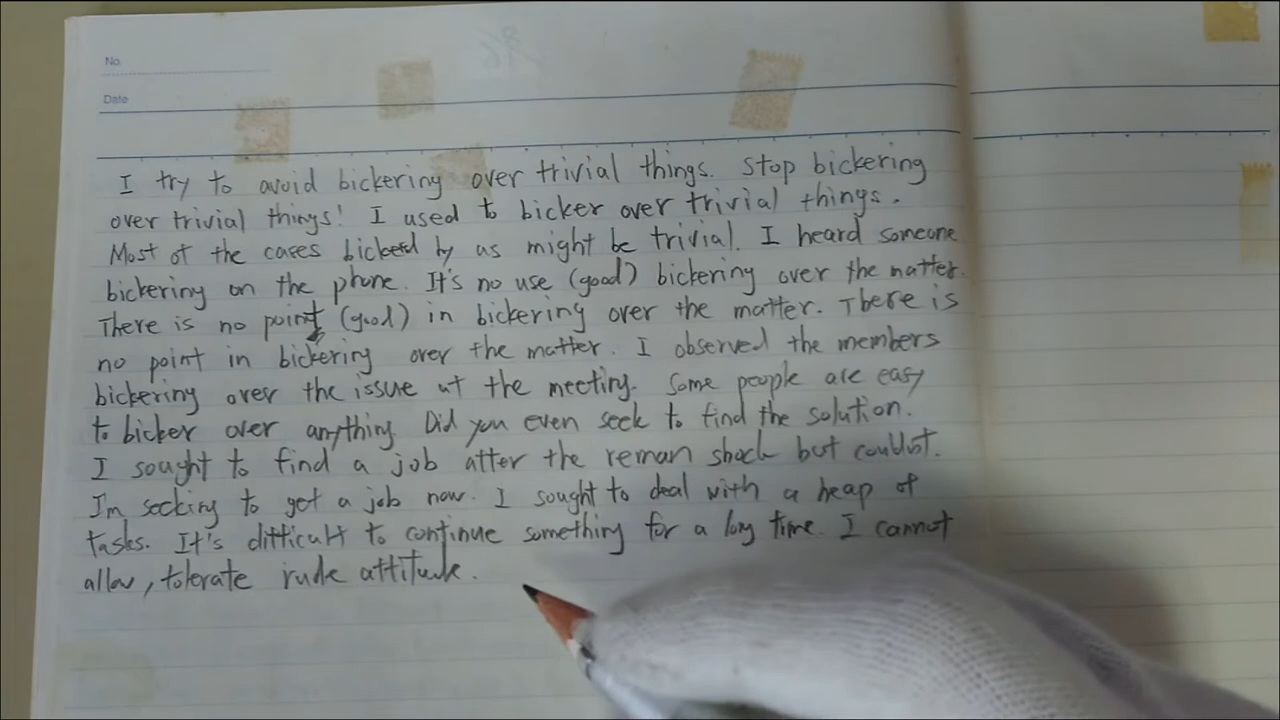 No.
Date
I try to avoid bickering over trivial things. Stop bickering
over trivial things! I used to bicker over trivial things.
Most of the cases bickered by us might be trivial. I heard someone
bickering on the phone. It's no use (good) bickering over the matter.
There is no point (good) in bickering over the matter. There is
no point in bickering over the matter. I observed the members
bickering over the issue at the meeting. Some people are easy
to bicker over anything Did you even seek to find the solution.
I sought to find a job after the reman shock but couldn't.
I'm seeking to get a job now. I sought to deal with a heap of
tasks. It's difficult to continue something for a long time. I cannot
allow, tolerate rude attitude.